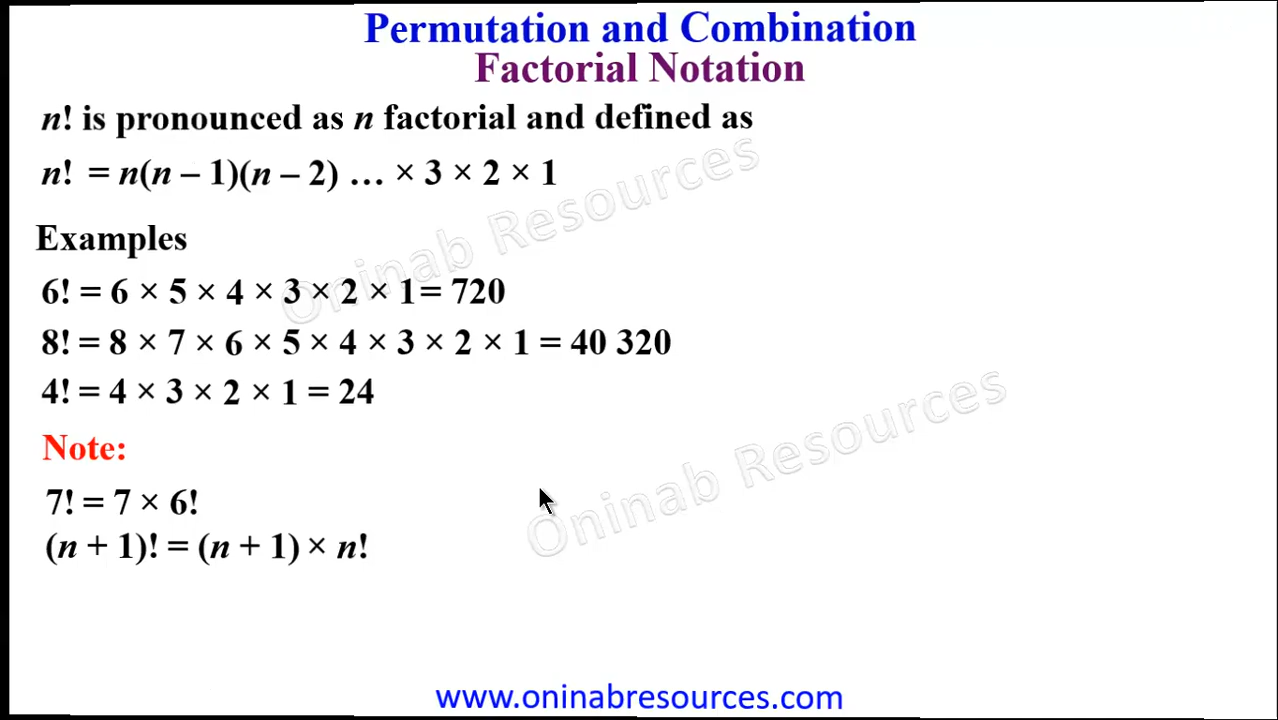 Permutation and Combination
Factorial Notation
n! is pronounced as n factorial and defined as
n! = n(n – 1)(n – 2) … × 3 × 2 × 1
Oninab Resources
Examples
6! = 6 × 5 × 4 × 3 × 2 × 1= 720
8! = 8 × 7 × 6 × 5 × 4 × 3 × 2 × 1 = 40 320
4! = 4 × 3 × 2 × 1 = 24
Note:
Oninab Resources
7! = 7 × 6!
(n + 1)! = (n + 1) × n!
www.oninabresources.com